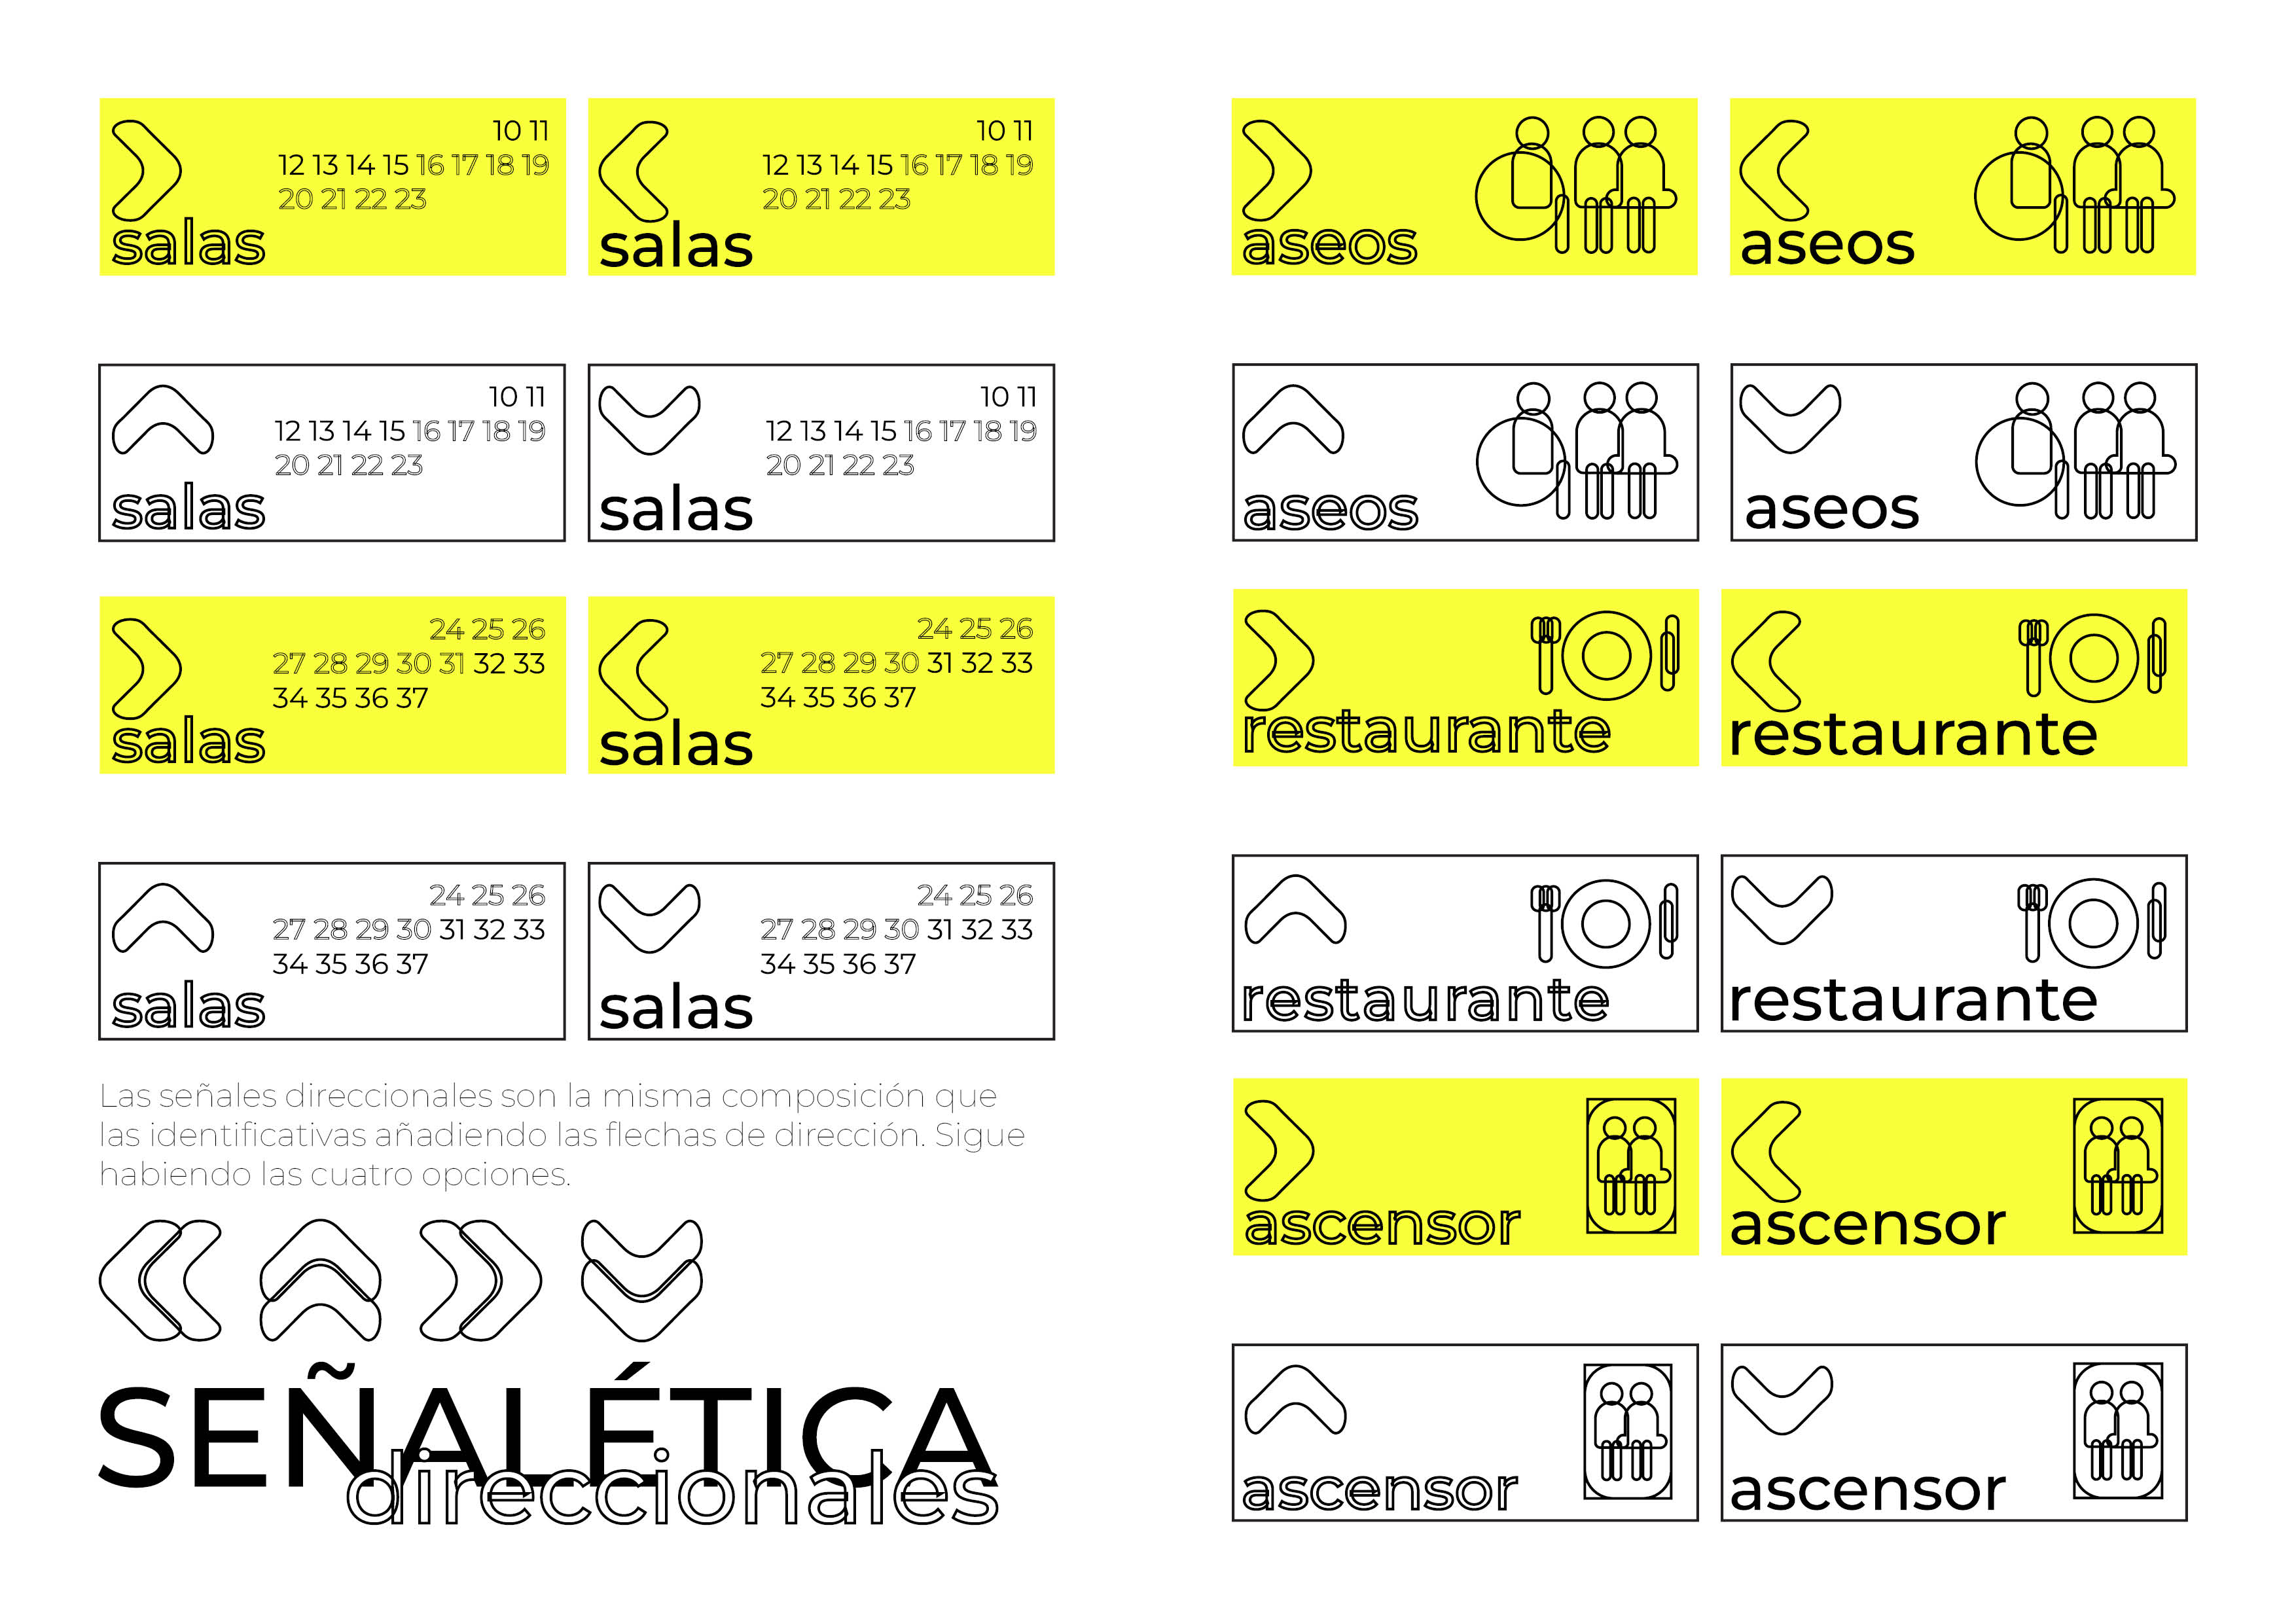 10 11
12 13 14 15 16 17 18 19
20 21 22 23
salas
10 11
12 13 14 15 16 17 18 19
20 21 22 23
salas
10 11
12 13 14 15 16 17 18 19
20 21 22 23
salas
10 11
12 13 14 15 16 17 18 19
20 21 22 23
salas
24 25 26
27 28 29 30 31 32 33
34 35 36 37
salas
24 25 26
27 28 29 30 31 32 33
34 35 36 37
salas
24 25 26
27 28 29 30 31 32 33
34 35 36 37
salas
24 25 26
27 28 29 30 31 32 33
34 35 36 37
salas
Las señales direccionales son la misma composición que
las identificativas añadiendo las flechas de dirección. Sigue
habiendo las cuatro opciones.
SEÑALÉTICA
direccionales
aseos
aseos
aseos
aseos
restaurante
restaurante
restaurante
restaurante
ascensor
ascensor
ascensor
ascensor